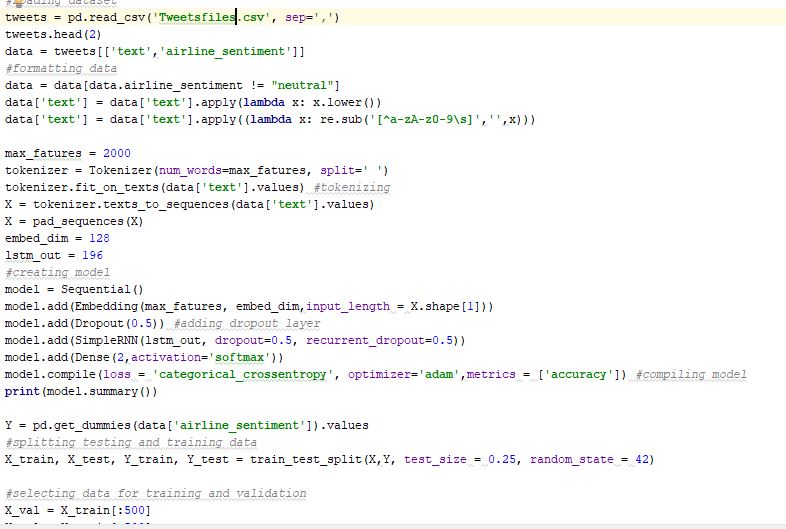 #loading dataset
tweets = pd.read_csv('Tweetsfiles.csv', sep=',')
tweets.head(2)
data = tweets[['text','airline_sentiment']]
#formatting data
data = data[data.airline_sentiment != "neutral"]
data['text'] = data['text'].apply(lambda x: x.lower())
data['text'] = data['text'].apply((lambda x: re.sub('[^a-zA-z0-9\s]','',x)))
max_fatures = 2000
tokenizer = Tokenizer(num_words=max_fatures, split=' ')
tokenizer.fit_on_texts(data['text'].values) #tokenizing
X = tokenizer.texts_to_sequences(data['text'].values)
X = pad_sequences(X)
embed_dim = 128
lstm_out = 196
#creating model
model = Sequential()
model.add(Embedding(max_fatures, embed_dim,input_length = X.shape[1]))
model.add(Dropout(0.5)) #adding dropout layer
model.add(SimpleRNN(lstm_out, dropout=0.5, recurrent_dropout=0.5))
model.add(Dense(2,activation='softmax'))
model.compile(loss = 'categorical_crossentropy', optimizer='adam',metrics = ['accuracy']) #compiling model
print(model.summary())
Y = pd.get_dummies(data['airline_sentiment']).values
#splitting testing and training data
X_train, X_test, Y_train, Y_test = train_test_split(X,Y, test_size = 0.25, random_state = 42)
#selecting data for training and validation
X_val = X_train[:500]